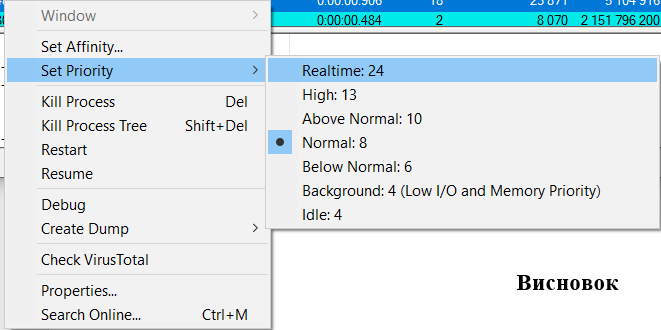 0:00:00.906 18 23 871 5 104 916
0:00:00.484 2 8 070 2 151 796 200
Window
Set Affinity...
Set Priority
Kill Process Del
Kill Process Tree Shift+Del
Restart
Resume
Debug
Create Dump
Check VirusTotal
Properties...
Search Online... Ctrl+M
Realtime: 24
High: 13
Above Normal: 10
Normal: 8
Below Normal: 6
Background: 4 (Low I/O and Memory Priority)
Idle: 4
Висновок